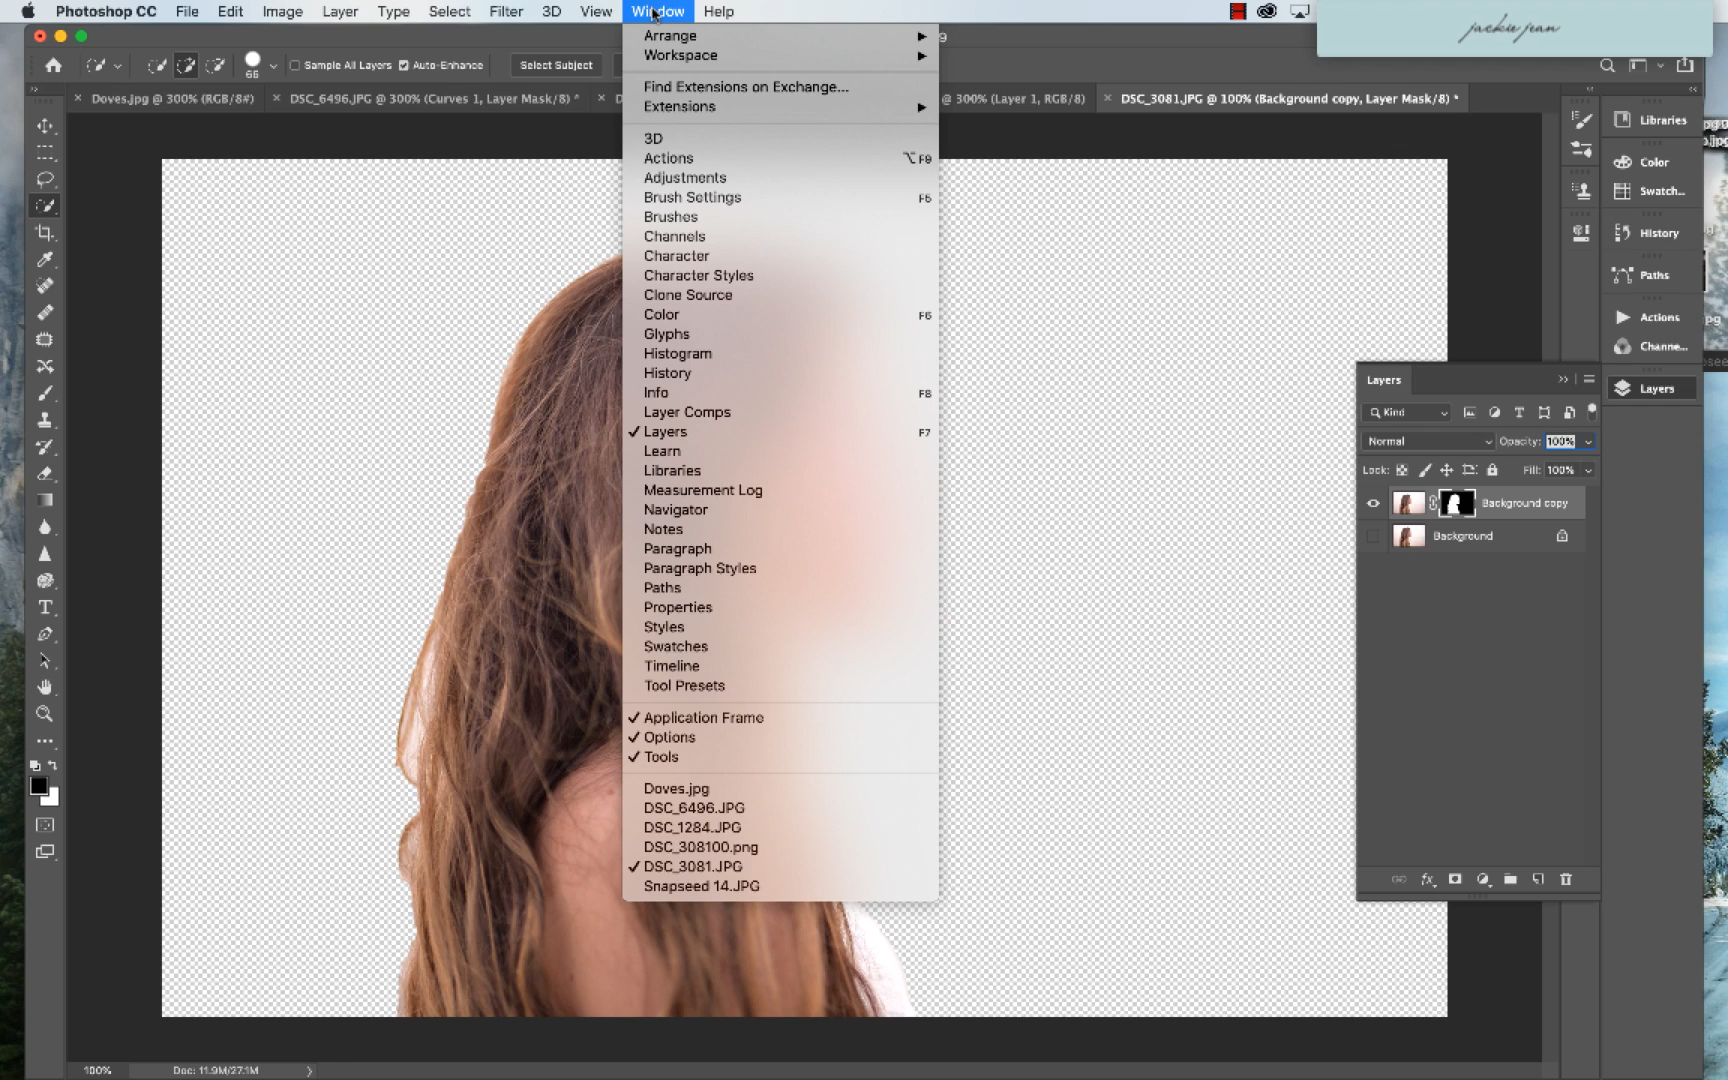 Photoshop CC File Edit Image Layer Type Select Filter 3D View Window Help
jackie jean
9
66 Sample All Layers Auto-Enhance Select Subject
Doves.jpg @ 300% (RGB/8#) DSC_6496.JPG @ 300% (Curves 1, Layer Mask/8) * @ 300% (Layer 1, RGB/8) DSC_3081.JPG @ 100% (Background copy, Layer Mask/8) *
Arrange
Workspace
Find Extensions on Exchange...
Extensions
3D
Actions ⌥F9
Adjustments
Brush Settings F5
Brushes
Channels
Character
Character Styles
Clone Source
Color F6
Glyphs
Histogram
History
Info F8
Layer Comps
✓ Layers F7
Learn
Libraries
Measurement Log
Navigator
Notes
Paragraph
Paragraph Styles
Paths
Properties
Styles
Swatches
Timeline
Tool Presets
✓ Application Frame
✓ Options
✓ Tools
Doves.jpg
DSC_6496.JPG
DSC_1284.JPG
DSC_308100.png
✓ DSC_3081.JPG
Snapseed 14.JPG
Libraries
Color
Swatch...
History
Paths
Actions
Channe...
Layers
Layers
Kind
Normal Opacity: 100%
Lock: Fill: 100%
Background copy
Background
100% Doc: 11.9M/27.1M